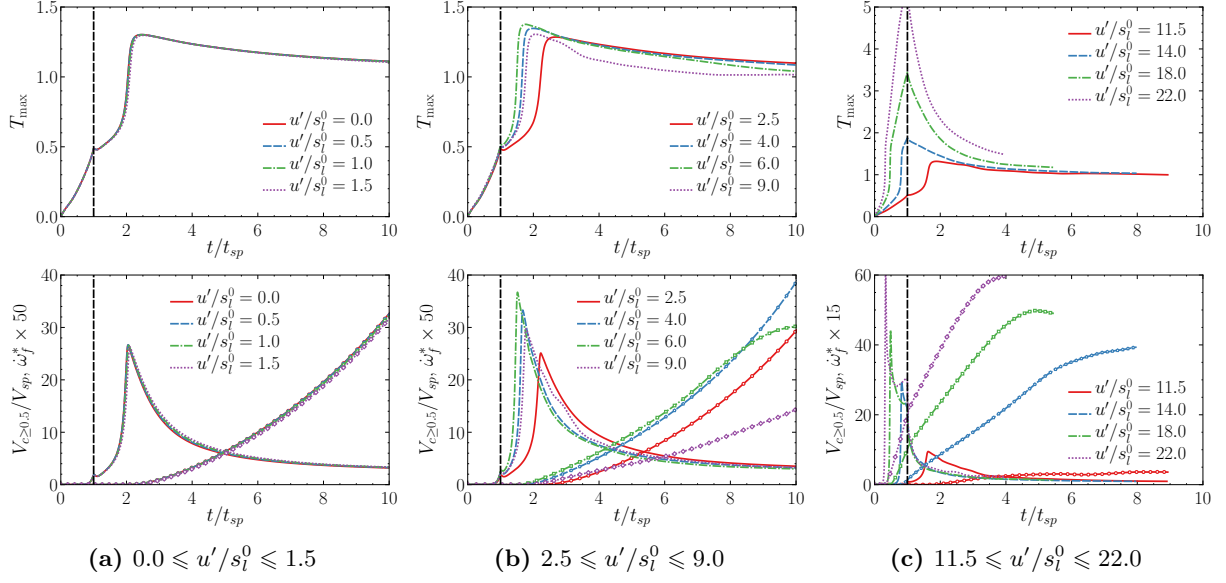 1.5
1.0
0.5
0.0
T_max
u'/s_l^0 = 0.0
u'/s_l^0 = 0.5
u'/s_l^0 = 1.0
u'/s_l^0 = 1.5
0 2 4 6 8 10
t/t_sp
1.5
1.0
0.5
0.0
T_max
u'/s_l^0 = 2.5
u'/s_l^0 = 4.0
u'/s_l^0 = 6.0
u'/s_l^0 = 9.0
0 2 4 6 8 10
t/t_sp
5
4
3
2
1
0
T_max
u'/s_l^0 = 11.5
u'/s_l^0 = 14.0
u'/s_l^0 = 18.0
u'/s_l^0 = 22.0
0 2 4 6 8 10
t/t_sp
40
30
20
10
0
V_{c≥0.5}/V_sp, ω̇_f^* × 50
u'/s_l^0 = 0.0
u'/s_l^0 = 0.5
u'/s_l^0 = 1.0
u'/s_l^0 = 1.5
0 2 4 6 8 10
t/t_sp
40
30
20
10
0
V_{c≥0.5}/V_sp, ω̇_f^* × 50
u'/s_l^0 = 2.5
u'/s_l^0 = 4.0
u'/s_l^0 = 6.0
u'/s_l^0 = 9.0
0 2 4 6 8 10
t/t_sp
60
40
20
0
V_{c≥0.5}/V_sp, ω̇_f^* × 15
u'/s_l^0 = 11.5
u'/s_l^0 = 14.0
u'/s_l^0 = 18.0
u'/s_l^0 = 22.0
0 2 4 6 8 10
t/t_sp
(a) 0.0 ⩽ u'/s_l^0 ⩽ 1.5
(b) 2.5 ⩽ u'/s_l^0 ⩽ 9.0
(c) 11.5 ⩽ u'/s_l^0 ⩽ 22.0